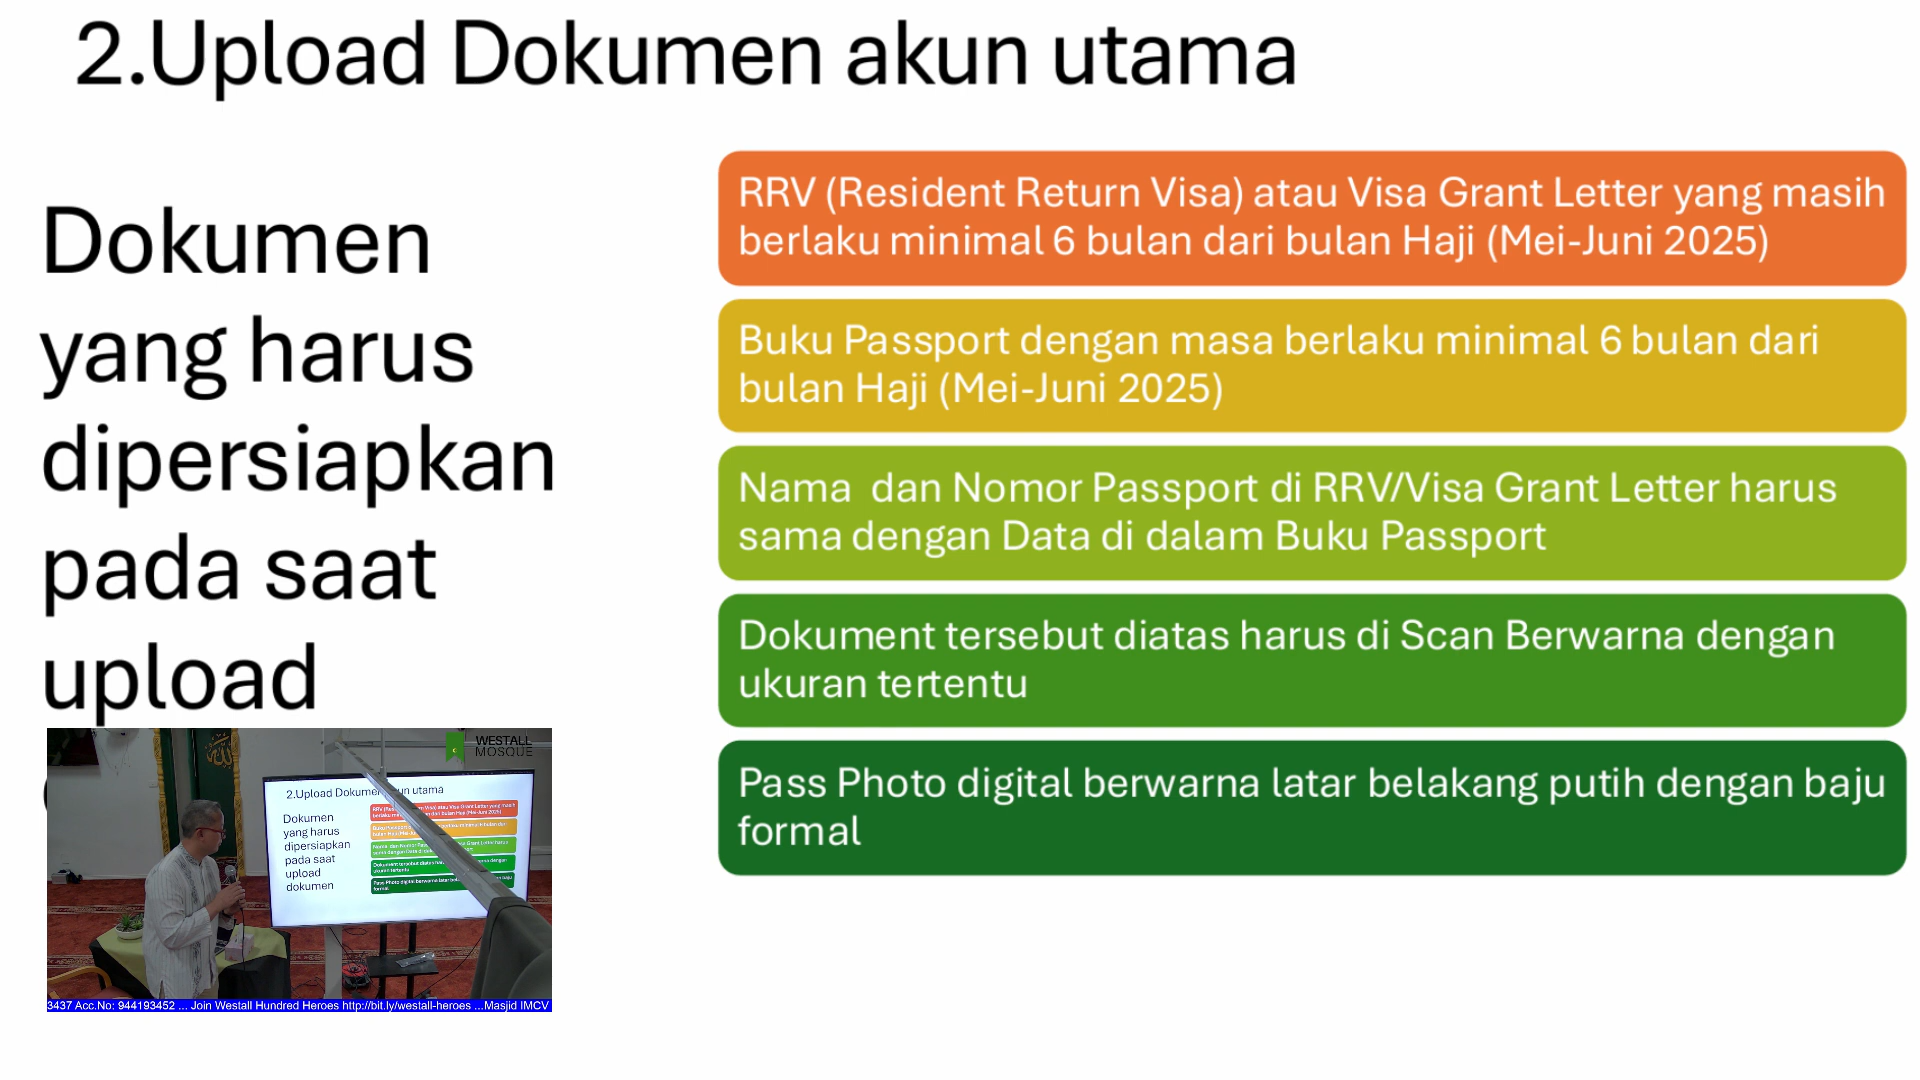 2.Upload Dokumen akun utama
Dokumen
yang harus
dipersiapkan
pada saat
upload
RRV (Resident Return Visa) atau Visa Grant Letter yang masih
berlaku minimal 6 bulan dari bulan Haji (Mei-Juni 2025)
Buku Passport dengan masa berlaku minimal 6 bulan dari
bulan Haji (Mei-Juni 2025)
Nama  dan Nomor Passport di RRV/Visa Grant Letter harus
sama dengan Data di dalam Buku Passport
Dokument tersebut diatas harus di Scan Berwarna dengan
ukuran tertentu
Pass Photo digital berwarna latar belakang putih dengan baju
formal
WESTALL
MOSQUE
2.Upload Dokumen akun utama
Dokumen
yang harus
dipersiapkan
pada saat
upload
dokumen
3437 Acc.No: 944193452 ... Join Westall Hundred Heroes http://bit.ly/westall-heroes ...Masjid IMCV